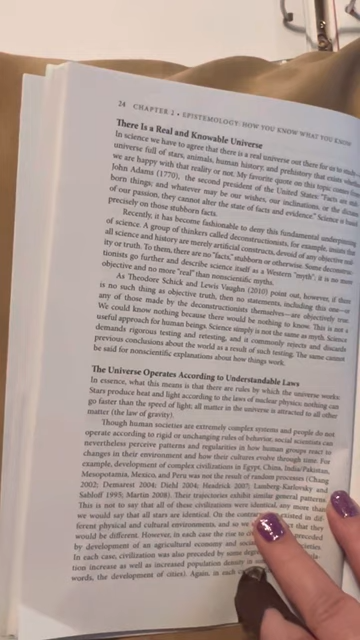 24 CHAPTER 2 • EPISTEMOLOGY: HOW YOU KNOW WHAT YOU KNOW
There Is a Real and Knowable Universe
In science we have to agree that there is a real universe out there for us to study—
universe full of stars, animals, human history, and prehistory that exists whether
we are happy with that reality or not. My favorite quote on this topic comes from
John Adams (1770), the second president of the United States: "Facts are
born things; and whatever may be our wishes, our inclinations, or the dictates
of our passion, they cannot alter the state of facts and evidence." Science is based
precisely on those stubborn facts.
Recently, it has become fashionable to deny this fundamental underpinning
of science. A group of thinkers called deconstructionists, for example, insists that
all science and history are merely artificial constructs, devoid of any objective real-
ity or truth. To them, there are no "facts," stubborn or otherwise. Some deconstruc-
tionists go further and describe science itself as a Western "myth"; it is no more
objective and no more "real" than nonscientific myths.
As Theodore Schick and Lewis Vaughn (2010) point out, however, if there
is no such thing as objective truth, then no statements, including this one—or
any of those made by the deconstructionists themselves—are objectively true.
We could know nothing because there would be nothing to know. This is not a
useful approach for human beings. Science simply is not the same as myth. Science
demands rigorous testing and retesting, and it commonly rejects and discards
previous conclusions about the world as a result of such testing. The same cannot
be said for nonscientific explanations about how things work.
The Universe Operates According to Understandable Laws
In essence, what this means is that there are rules by which the universe works:
Stars produce heat and light according to the laws of nuclear physics; nothing can
go faster than the speed of light; all matter in the universe is attracted to all other
matter (the law of gravity).
Though human societies are extremely complex systems and people do not
operate according to rigid or unchanging rules of behavior, social scientists can
nevertheless perceive patterns and regularities in how human groups react to
changes in their environment and how their cultures evolve through time. For
example, development of complex civilizations in Egypt, China, India/Pakistan,
Mesopotamia, Mexico, and Peru was not the result of random processes (Chang
2002; Demarest 2004; Diehl 2004; Hendrick 2007; Lamberg-Karlovsky and
Sabloff 1995; Martin 2008). Their trajectories exhibit similar general patterns.
This is not to say that all of these civilizations were identical, any more than
we would say that all stars are identical. On the contrary, existed in dif-
ferent physical and cultural environments, and so we that they
would be different. However, in each case the rise to preceded
by development of an agricultural economy and socie
In each case, civilization was also preceded by some degree
tion increase as well as increased population density in some
words, the development of cities). Again, in each